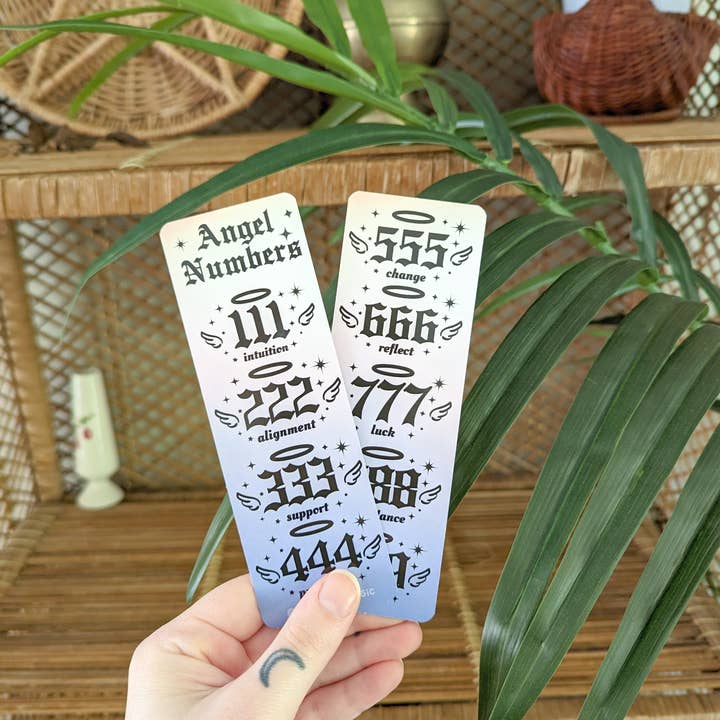 Angel
Numbers
111
intuition
222
alignment
333
support
444
555
change
666
reflect
777
luck